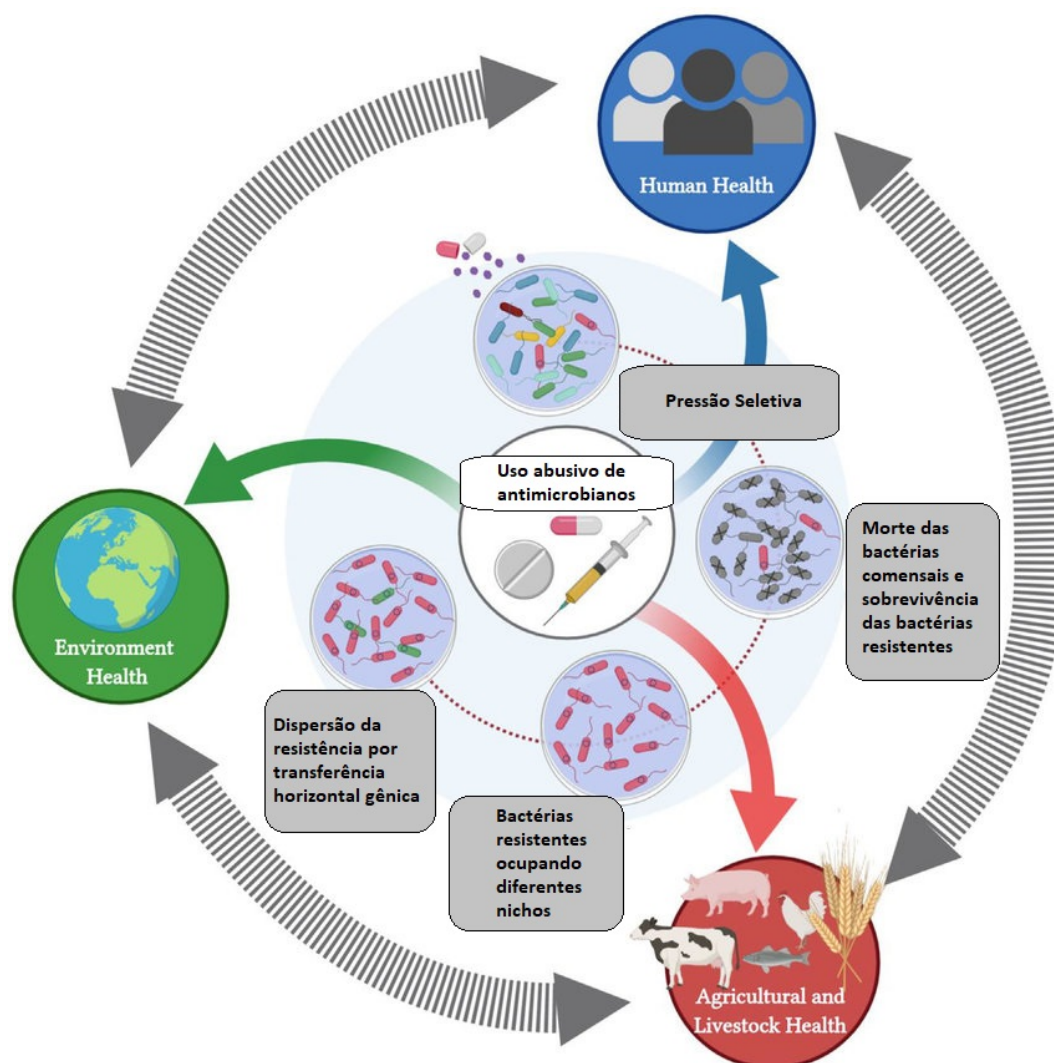 Human Health
Pressão Seletiva
Uso abusivo de
antimicrobianos
Morte das
bactérias
comensais e
sobrevivência
das bactérias
resistentes
Environment
Health
Dispersão da
resistência por
transferência
horizontal gênica
Bactérias
resistentes
ocupando
diferentes
nichos
Agricultural and
Livestock Health